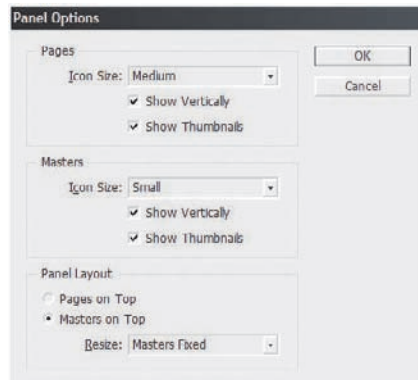 Panel Options
Pages
Icon Size: Medium
Show Vertically
Show Thumbnails
OK
Cancel
Masters
Icon Size: Small
Show Vertically
Show Thumbnails
Panel Layout
Pages on Top
Masters on Top
Resize: Masters Fixed